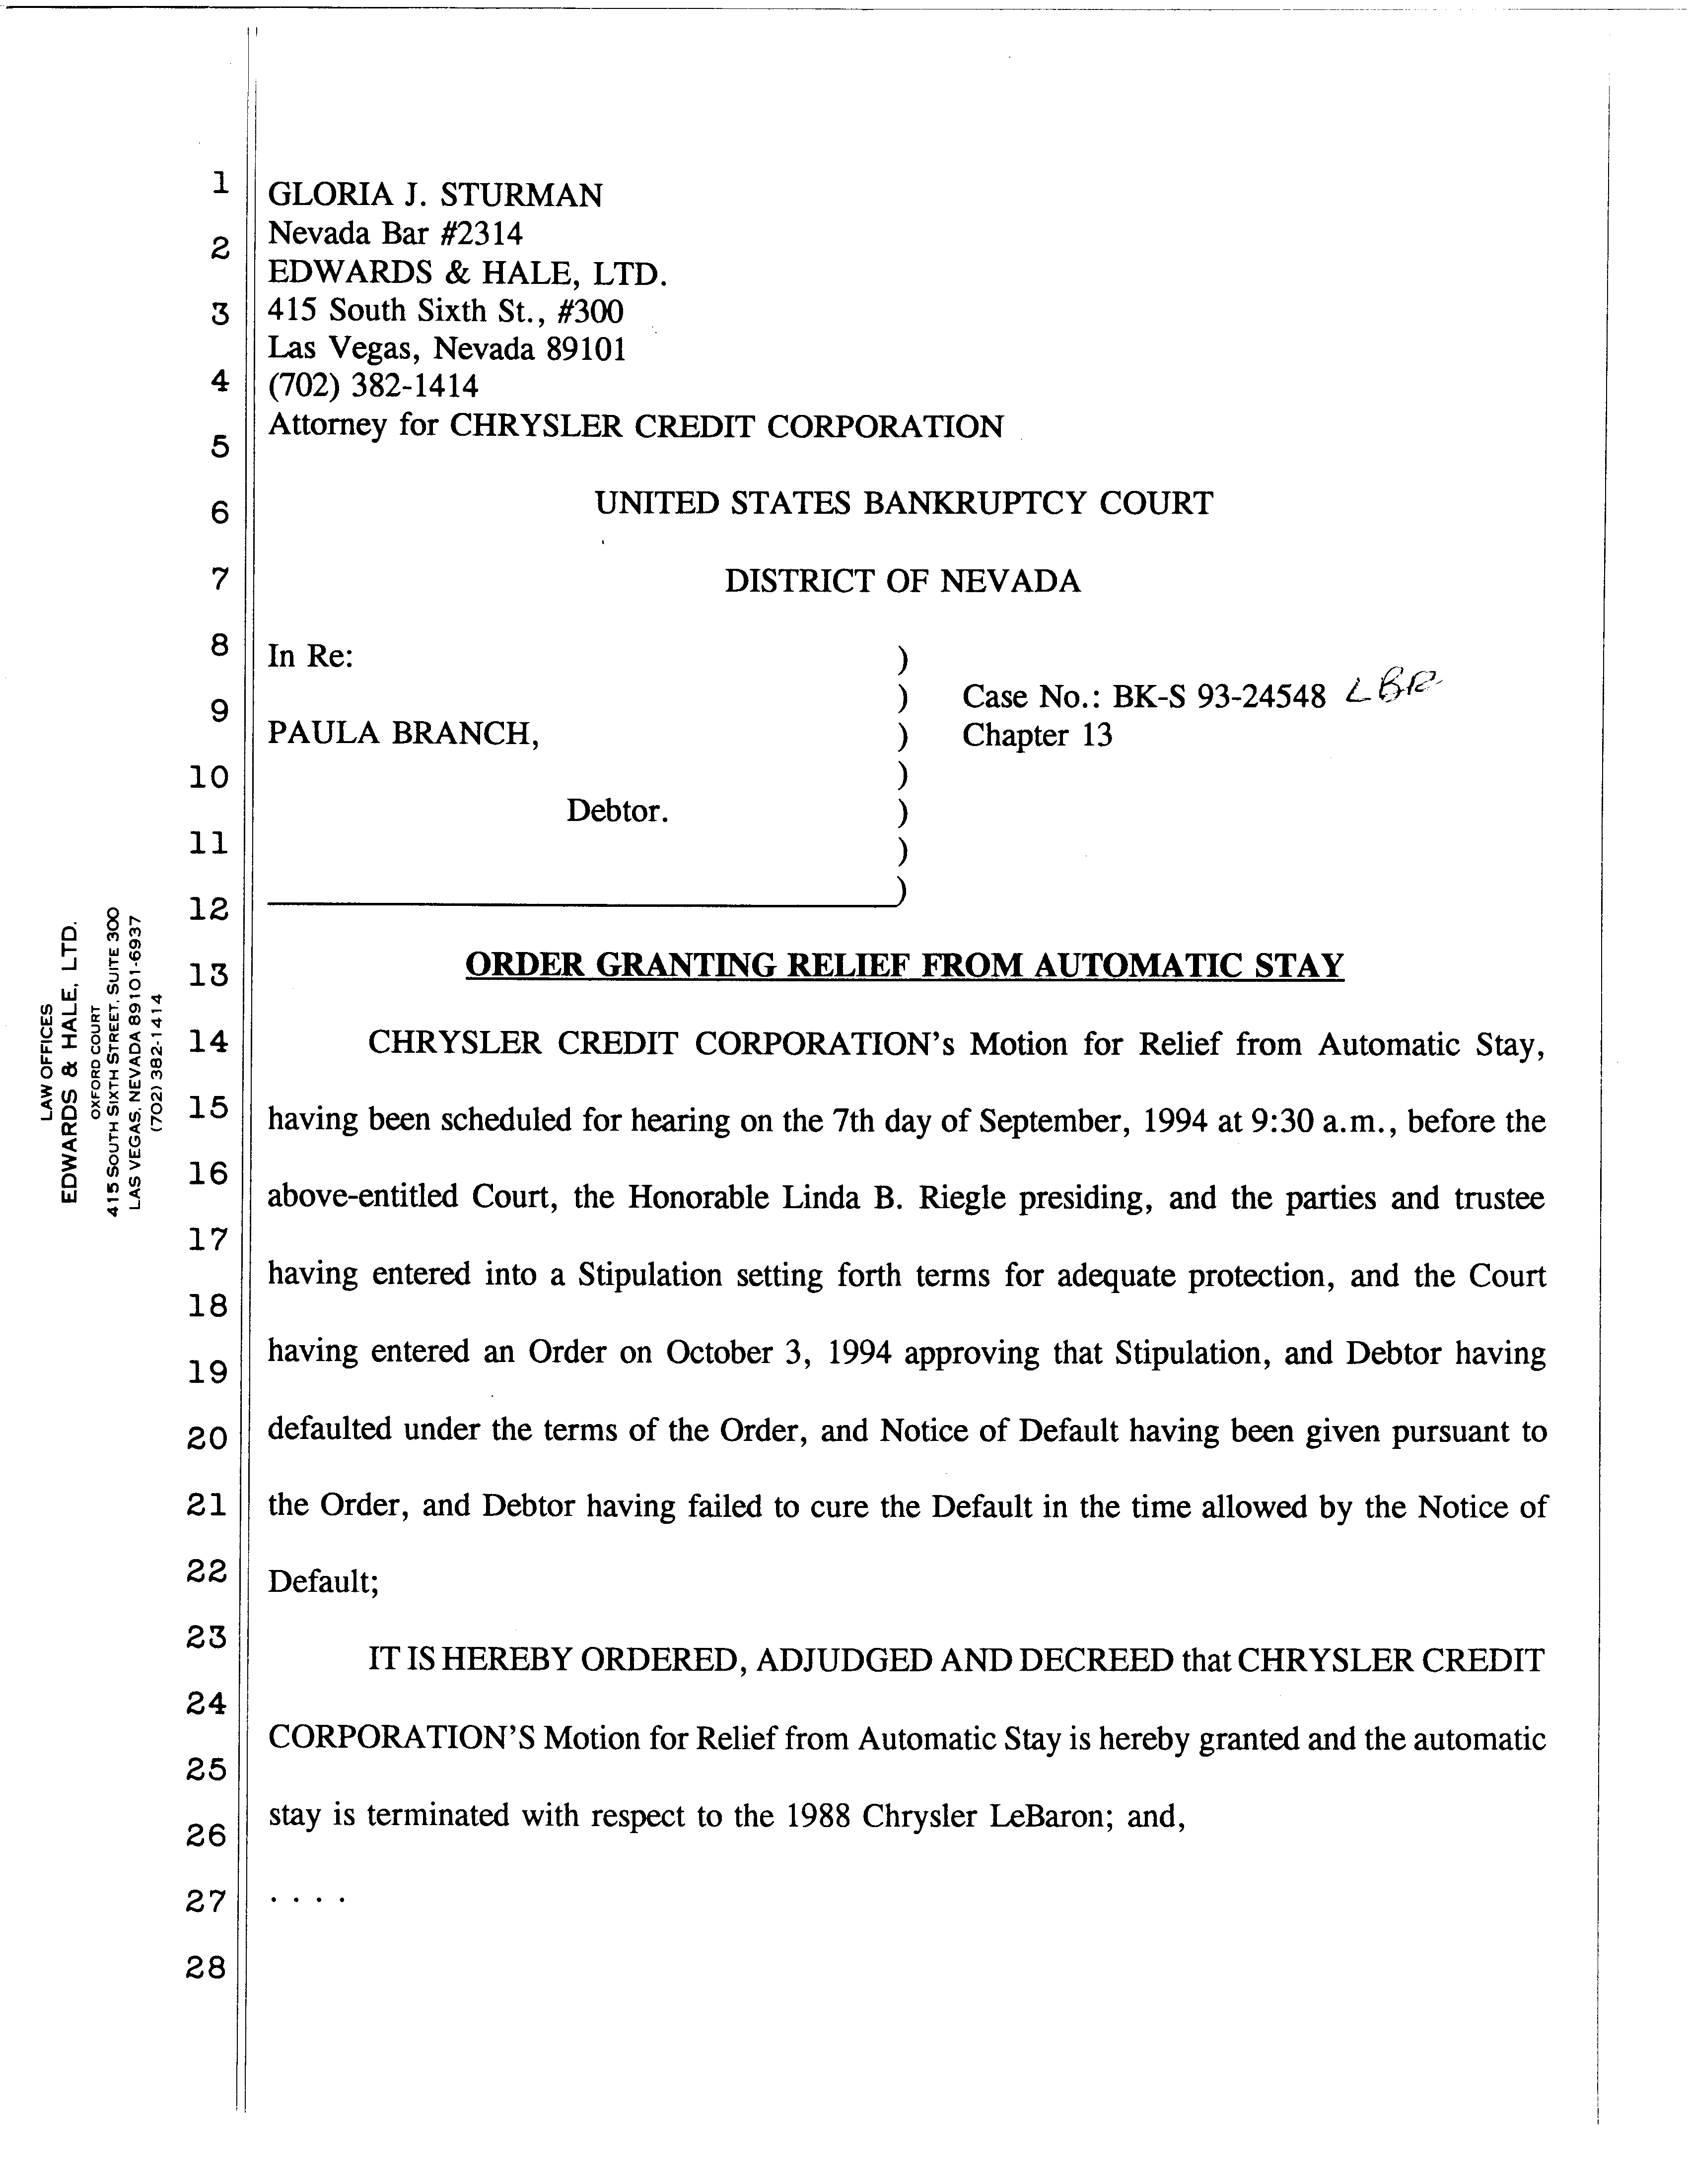 1 GLORIA J. STURMAN
2 Nevada Bar #2314
EDWARDS & HALE, LTD.
3 415 South Sixth St., #300
Las Vegas, Nevada 89101
4 (702) 382-1414
5 Attorney for CHRYSLER CREDIT CORPORATION
6 UNITED STATES BANKRUPTCY COURT
7 DISTRICT OF NEVADA
8 In Re: )
9 ) Case No.: BK-S 93-24548 LBR
PAULA BRANCH, ) Chapter 13
10 )
Debtor. )
11 )
12 )
13 ORDER GRANTING RELIEF FROM AUTOMATIC STAY
14 CHRYSLER CREDIT CORPORATION's Motion for Relief from Automatic Stay,
15 having been scheduled for hearing on the 7th day of September, 1994 at 9:30 a.m., before the
16 above-entitled Court, the Honorable Linda B. Riegle presiding, and the parties and trustee
17 having entered into a Stipulation setting forth terms for adequate protection, and the Court
18
19 having entered an Order on October 3, 1994 approving that Stipulation, and Debtor having
20 defaulted under the terms of the Order, and Notice of Default having been given pursuant to
21 the Order, and Debtor having failed to cure the Default in the time allowed by the Notice of
22 Default;
23 IT IS HEREBY ORDERED, ADJUDGED AND DECREED that CHRYSLER CREDIT
24 CORPORATION'S Motion for Relief from Automatic Stay is hereby granted and the automatic
25
26 stay is terminated with respect to the 1988 Chrysler LeBaron; and,
27 . . . .
28
LAW OFFICES
EDWARDS & HALE, LTD.
OXFORD COURT
415 SOUTH SIXTH STREET, SUITE 300
LAS VEGAS, NEVADA 89101-6937
(702) 382-1414